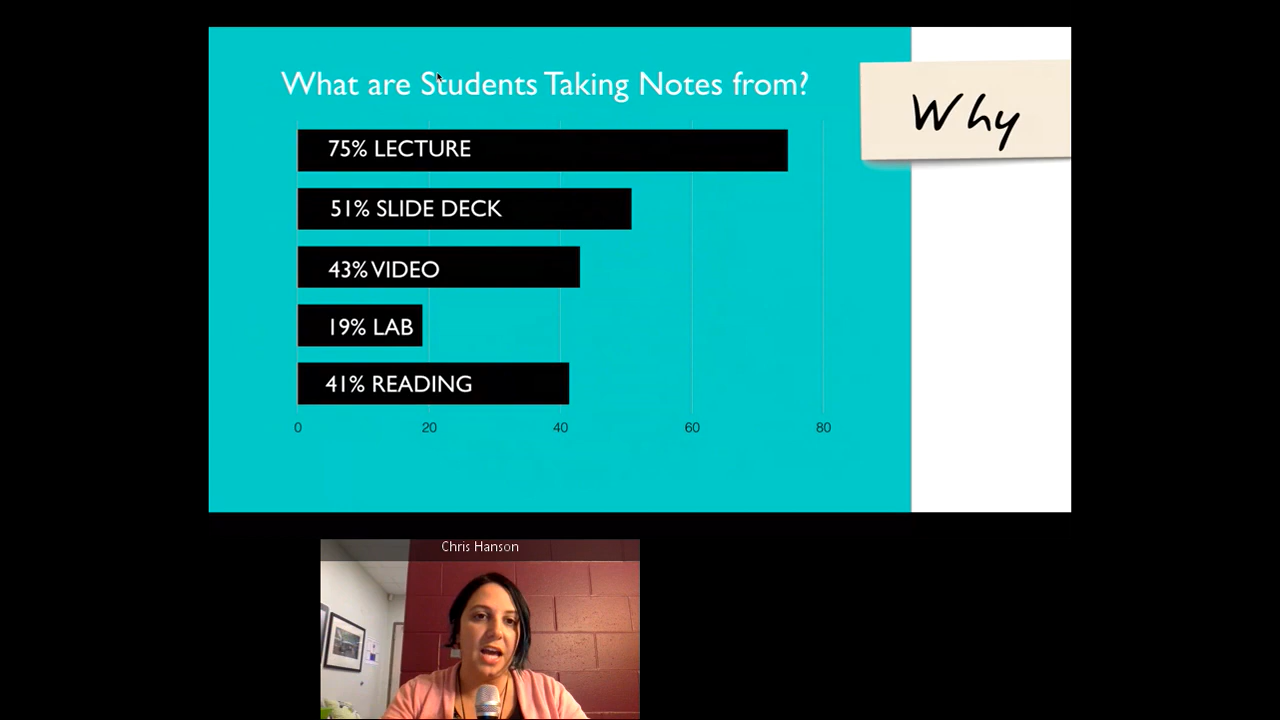 What are Students Taking Notes from?
Why
75% LECTURE
51% SLIDE DECK
43% VIDEO
19% LAB
41% READING
0 20 40 60 80
Chris Hanson